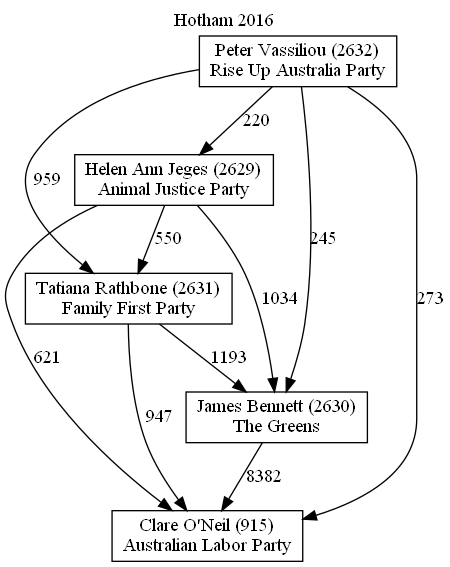 Hotham 2016
Peter Vassiliou (2632)
Rise Up Australia Party
220
Helen Ann Jeges (2629)
Animal Justice Party
959
550
245
Tatiana Rathbone (2631)
Family First Party
1034
273
621
1193
947
James Bennett (2630)
The Greens
8382
Clare O'Neil (915)
Australian Labor Party